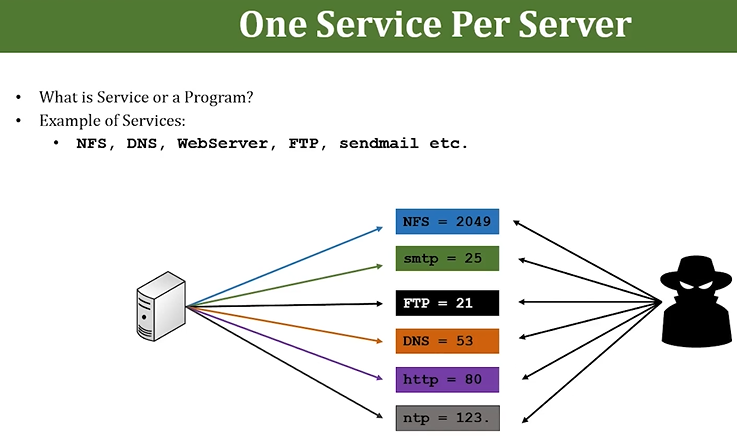 One Service Per Server
• What is Service or a Program?
• Example of Services:
• NFS, DNS, WebServer, FTP, sendmail etc.
NFS = 2049
smtp = 25
FTP = 21
DNS = 53
http = 80
ntp = 123.